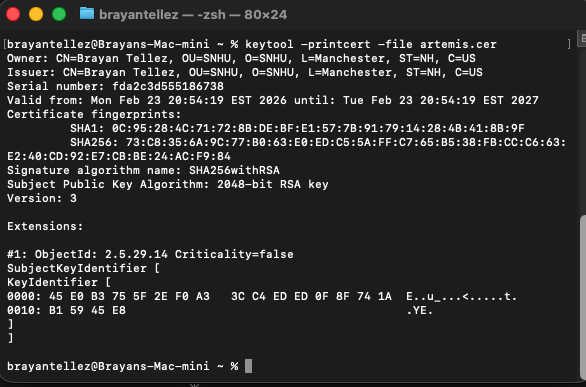 brayantellez — -zsh — 80×24
[brayantellez@Brayans-Mac-mini ~ % keytool -printcert -file artemis.cer ]
Owner: CN=Brayan Tellez, OU=SNHU, O=SNHU, L=Manchester, ST=NH, C=US
Issuer: CN=Brayan Tellez, OU=SNHU, O=SNHU, L=Manchester, ST=NH, C=US
Serial number: fda2c3d555186738
Valid from: Mon Feb 23 20:54:19 EST 2026 until: Tue Feb 23 20:54:19 EST 2027
Certificate fingerprints:
SHA1: 0C:95:28:4C:71:72:8B:DE:BF:E1:57:7B:91:79:14:28:4B:41:8B:9F
SHA256: 73:C8:35:6A:9C:77:B0:63:E0:ED:C5:5A:FF:C7:65:B5:38:FB:CC:C6:63:
E2:40:CD:92:E7:CB:BE:24:AC:F9:84
Signature algorithm name: SHA256withRSA
Subject Public Key Algorithm: 2048-bit RSA key
Version: 3
Extensions:
#1: ObjectId: 2.5.29.14 Criticality=false
SubjectKeyIdentifier [
KeyIdentifier [
0000: 45 E0 B3 75 5F 2E F0 A3   3C C4 ED ED 0F 8F 74 1A  E..u_...<.....t.
0010: B1 59 45 E8                                        .YE.
]
]
brayantellez@Brayans-Mac-mini ~ %